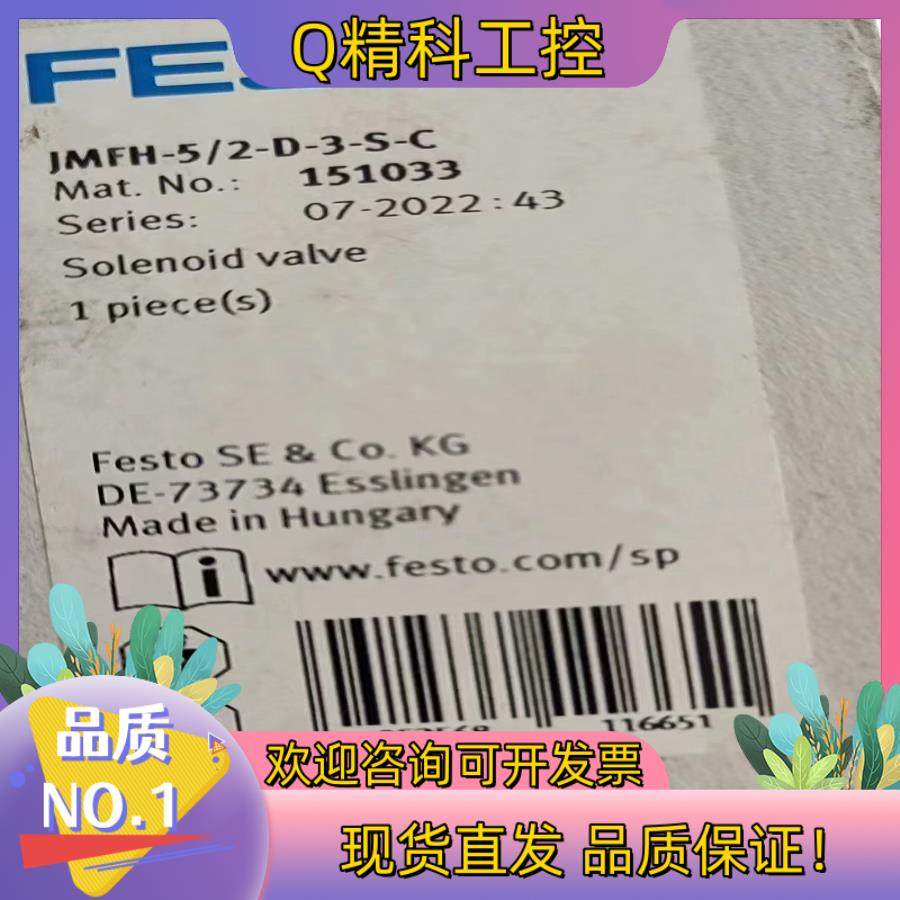 Q精科工控
JMFH-5/2-D-3-S-C
Mat. No.: 151033
Series: 07-2022:43
Solenoid valve
1 piece(s)
Festo SE & Co. KG
DE-73734 Esslingen
Made in Hungary
www.festo.com/sp
116651
品质
NO.1
欢迎咨询可开发票
现货直发 品质保证!